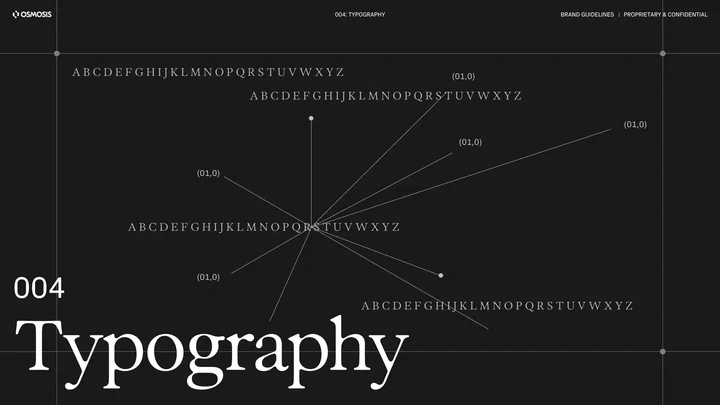 OSMOSIS
004: TYPOGRAPHY
BRAND GUIDELINES | PROPRIETARY & CONFIDENTIAL
ABCDEFGHIJKLMNOPQRSTUVWXYZ
(01,0)
ABCDEFGHIJKLMNOPQRSTUVWXYZ
(01,0)
(01,0)
(01,0)
ABCDEFGHIJKLMNOPQRSTUVWXYZ
(01,0)
004
ABCDEFGHIJKLMNOPQRSTUVWXYZ
Typography